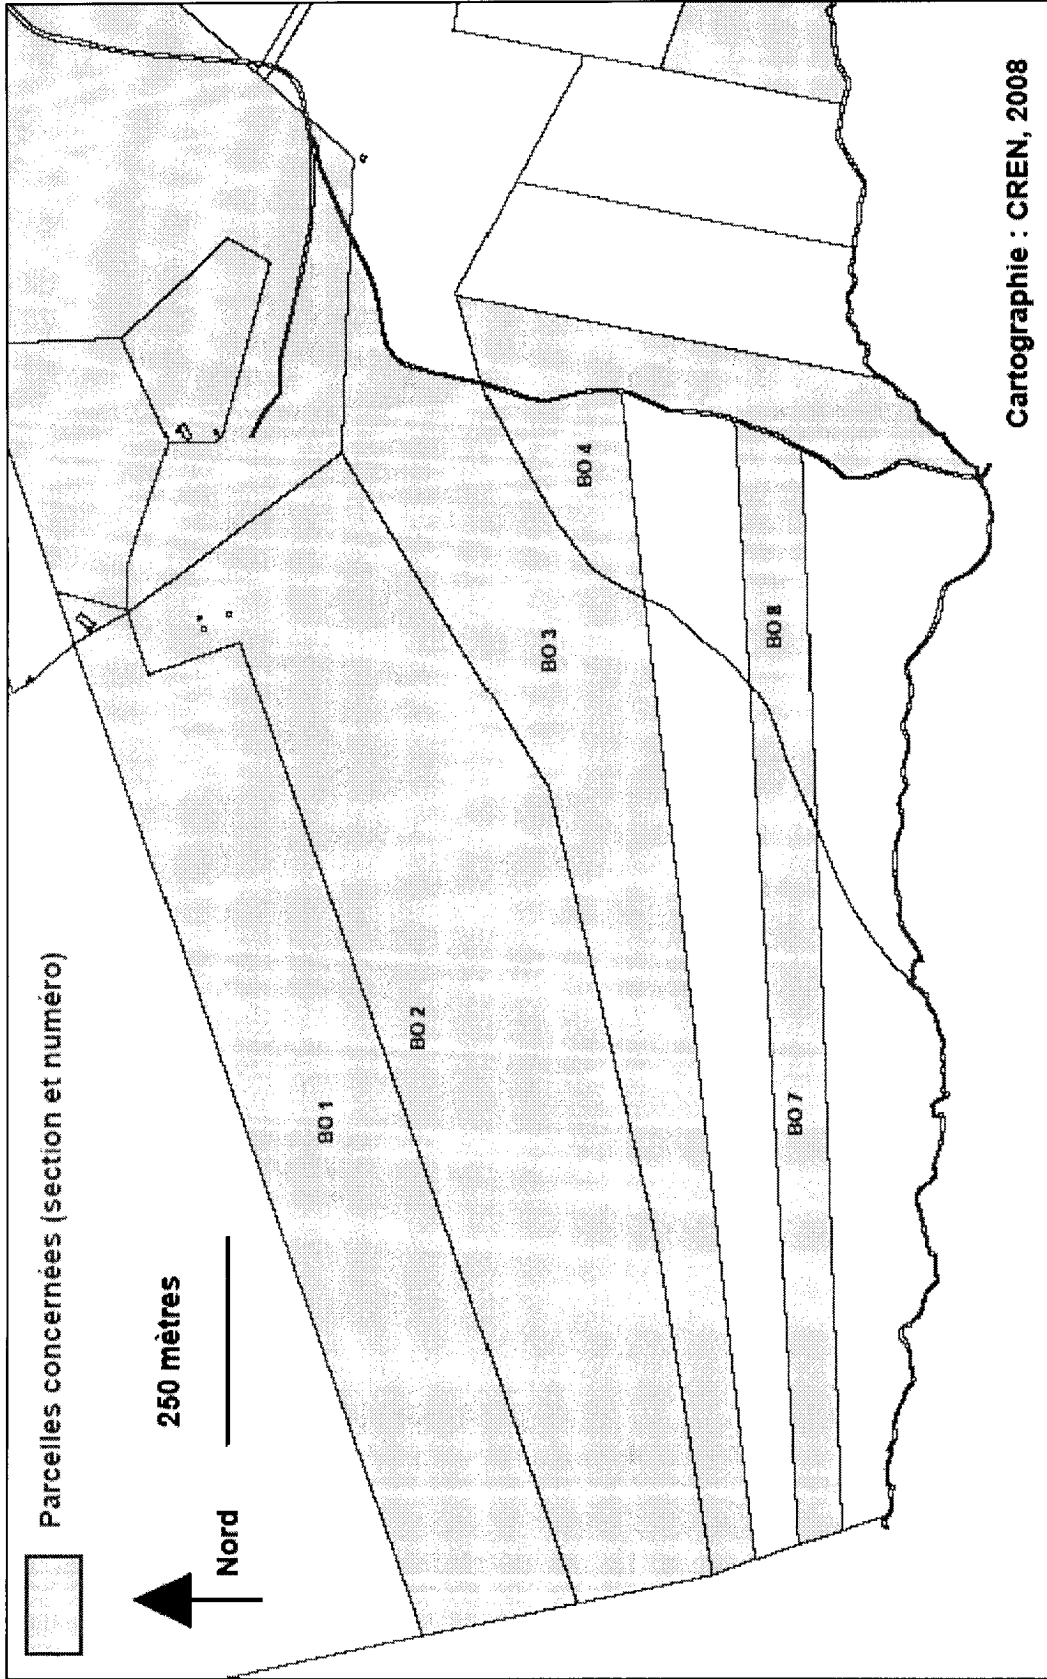 Parcelles concernées (section et numéro)
250 mètres
Nord
BO 1
BO 2
BO 3
BO 4
BO 7
BO 8
Cartographie : CREN, 2008